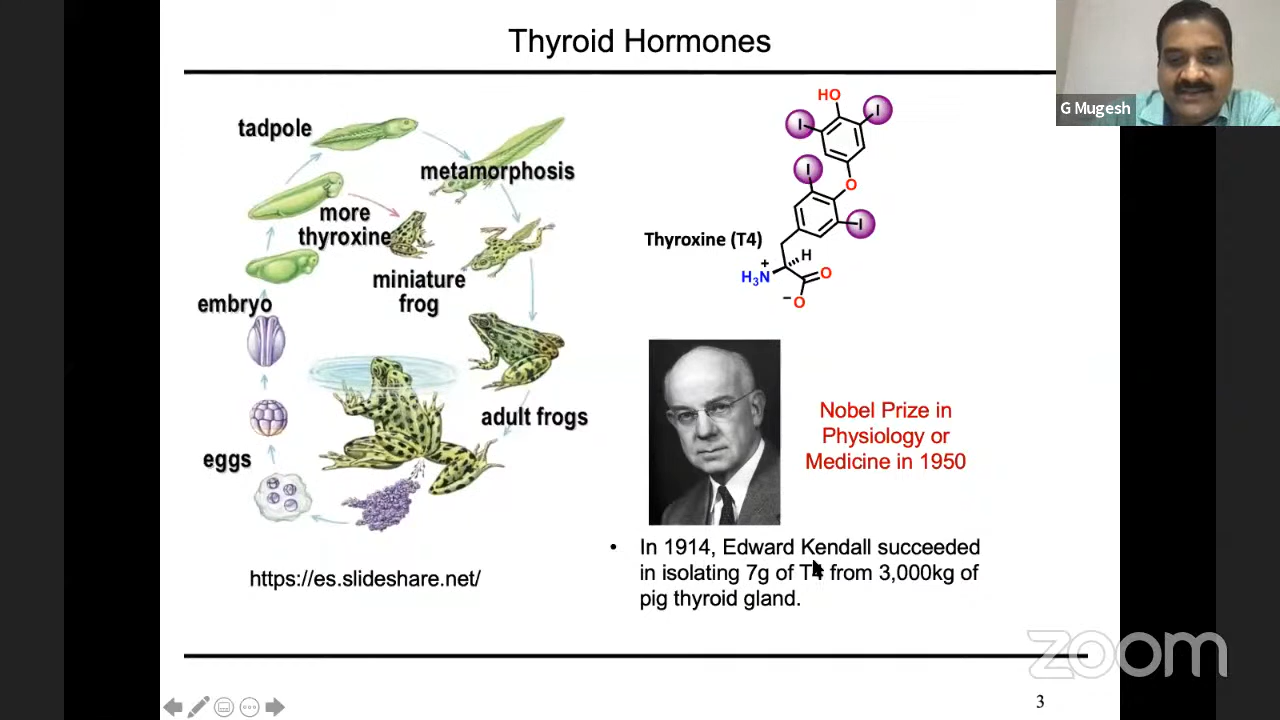 Thyroid Hormones
G Mugesh
tadpole
metamorphosis
more
thyroxine
miniature
frog
embryo
adult frogs
eggs
https://es.slideshare.net/
HO
I
I
I
O
I
Thyroxine (T4)
H
+
H₃N
O
−O
Nobel Prize in
Physiology or
Medicine in 1950
• In 1914, Edward Kendall succeeded
in isolating 7g of T4 from 3,000kg of
pig thyroid gland.
zoom
3